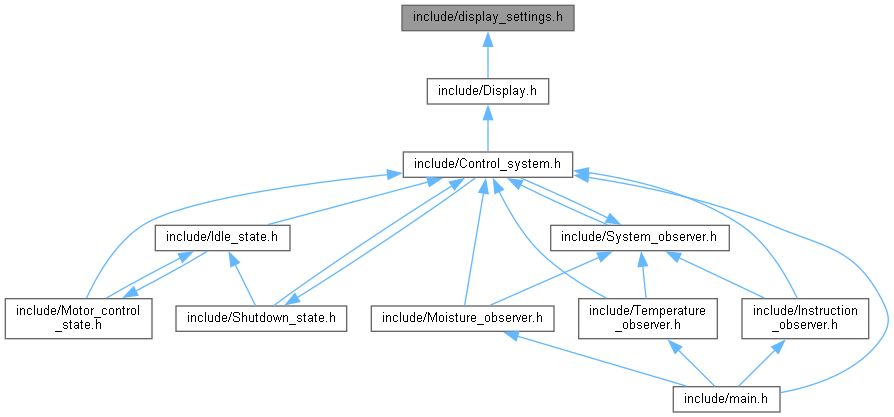 include/display_settings.h
include/Display.h
include/Control_system.h
include/Idle_state.h
include/System_observer.h
include/Motor_control
_state.h
include/Shutdown_state.h
include/Moisture_observer.h
include/Temperature
_observer.h
include/Instruction
_observer.h
include/main.h